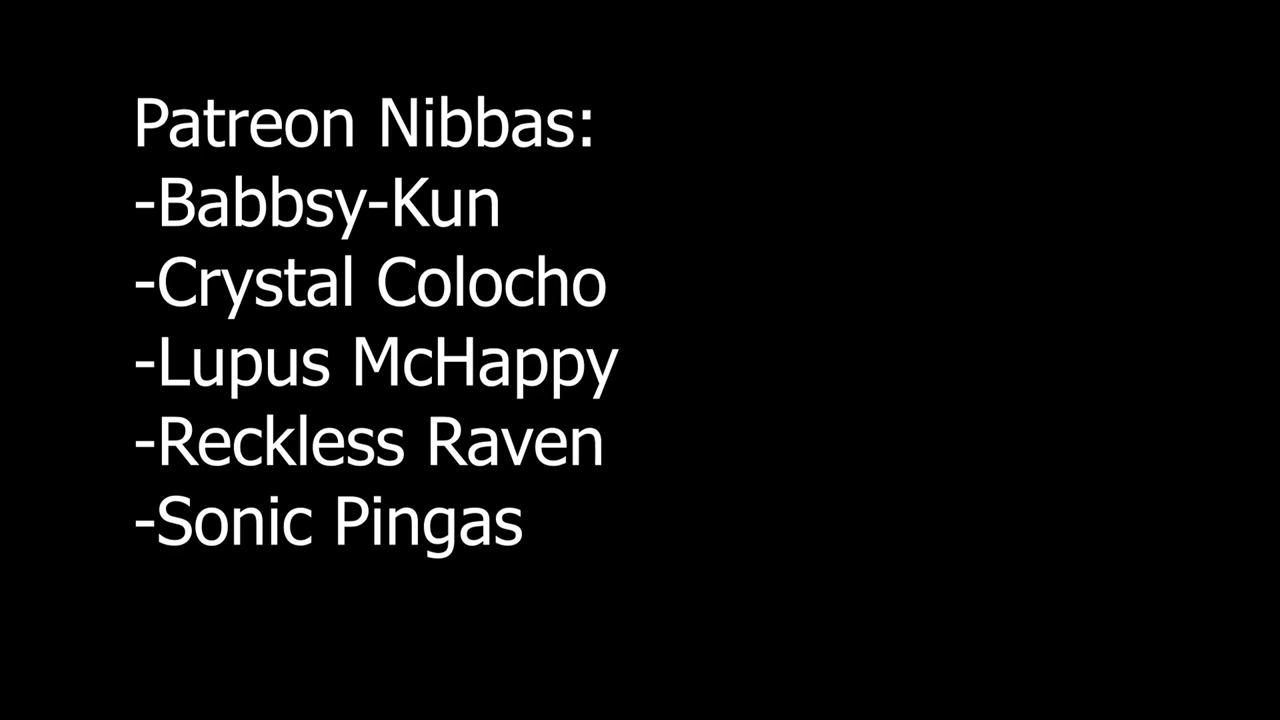 Patreon Nibbas:
-Babbsy-Kun
-Crystal Colocho
-Lupus McHappy
-Reckless Raven
-Sonic Pingas